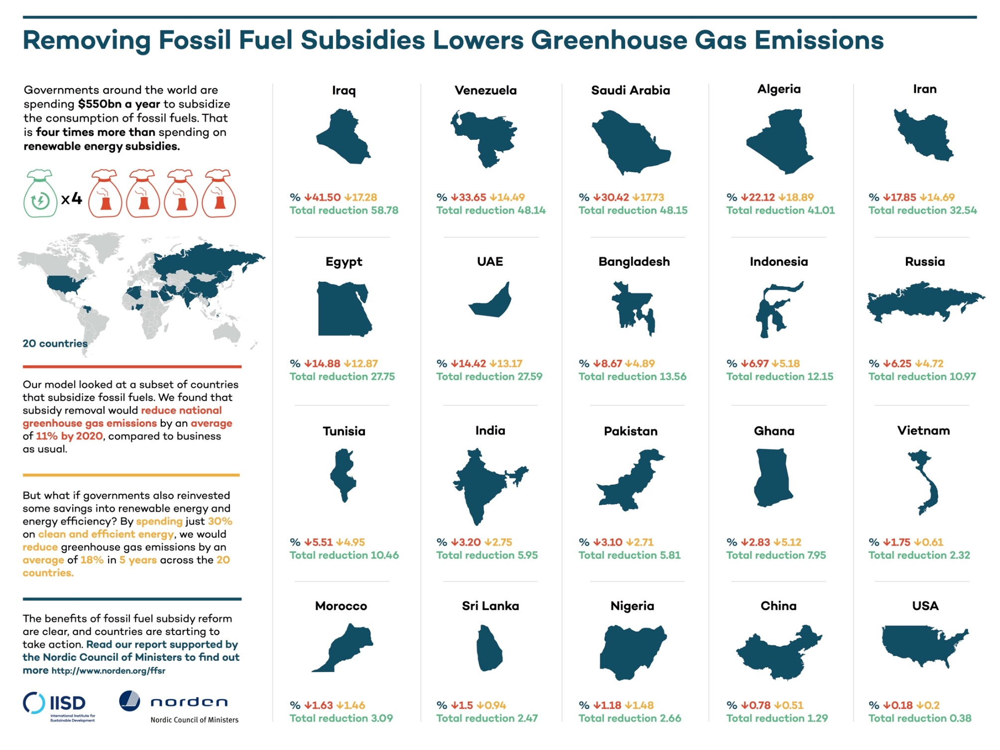 Removing Fossil Fuel Subsidies Lowers Greenhouse Gas Emissions
Governments around the world are
spending $550bn a year to subsidize
the consumption of fossil fuels. That
is four times more than spending on
renewable energy subsidies.
x4
20 countries
Our model looked at a subset of countries
that subsidize fossil fuels. We found that
subsidy removal would reduce national
greenhouse gas emissions by an average
of 11% by 2020, compared to business
as usual.
But what if governments also reinvested
some savings into renewable energy and
energy efficiency? By spending just 30%
on clean and efficient energy, we would
reduce greenhouse gas emissions by an
average of 18% in 5 years across the 20
countries.
The benefits of fossil fuel subsidy reform
are clear, and countries are starting to
take action. Read our report supported by
the Nordic Council of Ministers to find out
more http://www.norden.org/ffsr
IISD
International Institute for
Sustainable Development
norden
Nordic Council of Ministers
Iraq
% ↓41.50 ↓17.28
Total reduction 58.78
Venezuela
% ↓33.65 ↓14.49
Total reduction 48.14
Saudi Arabia
% ↓30.42 ↓17.73
Total reduction 48.15
Algeria
% ↓22.12 ↓18.89
Total reduction 41.01
Iran
% ↓17.85 ↓14.69
Total reduction 32.54
Egypt
% ↓14.88 ↓12.87
Total reduction 27.75
UAE
% ↓14.42 ↓13.17
Total reduction 27.59
Bangladesh
% ↓8.67 ↓4.89
Total reduction 13.56
Indonesia
% ↓6.97 ↓5.18
Total reduction 12.15
Russia
% ↓6.25 ↓4.72
Total reduction 10.97
Tunisia
% ↓5.51 ↓4.95
Total reduction 10.46
India
% ↓3.20 ↓2.75
Total reduction 5.95
Pakistan
% ↓3.10 ↓2.71
Total reduction 5.81
Ghana
% ↓2.83 ↓5.12
Total reduction 7.95
Vietnam
% ↓1.75 ↓0.61
Total reduction 2.32
Morocco
% ↓1.63 ↓1.46
Total reduction 3.09
Sri Lanka
% ↓1.5 ↓0.94
Total reduction 2.47
Nigeria
% ↓1.18 ↓1.48
Total reduction 2.66
China
% ↓0.78 ↓0.51
Total reduction 1.29
USA
% ↓0.18 ↓0.2
Total reduction 0.38